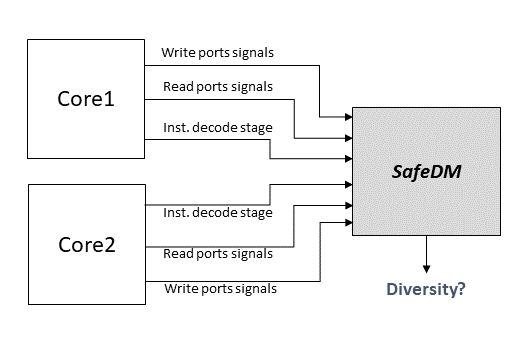 Write ports signals
Core1
Read ports signals
Inst. decode stage
SafeDM
Inst. decode stage
Core2
Read ports signals
Write ports signals
Diversity?